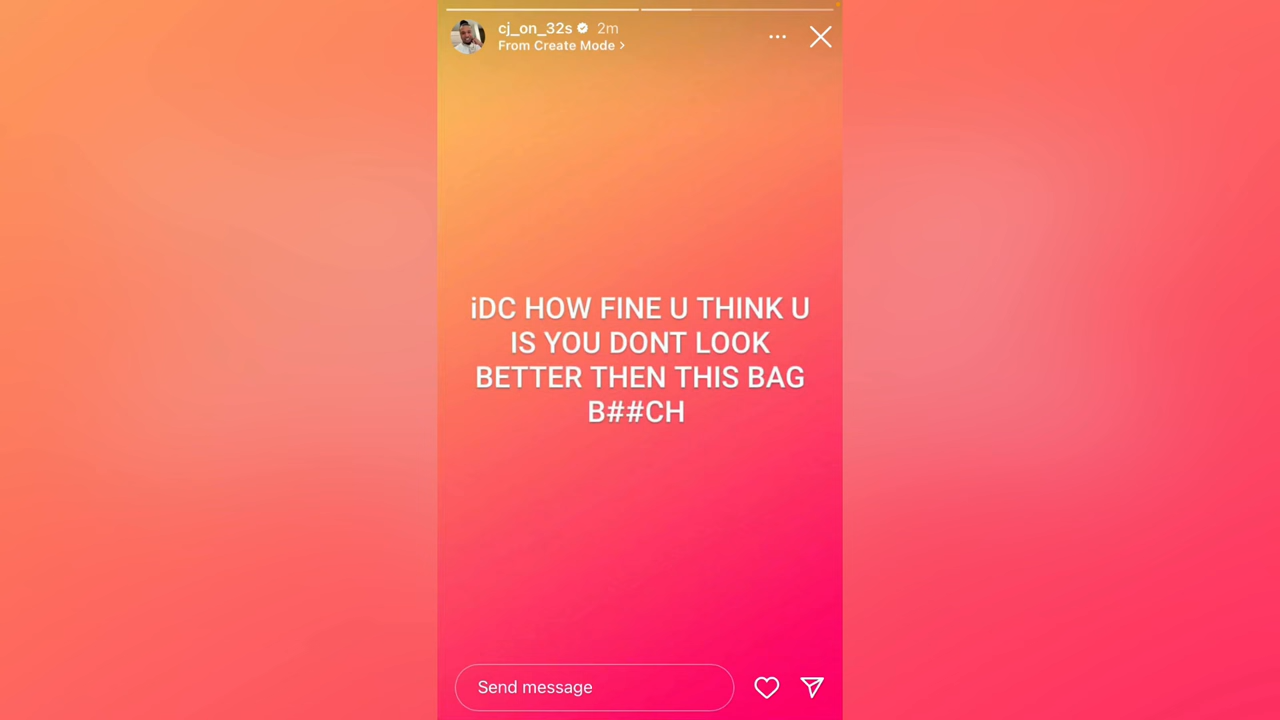 cj_on_32s 2m
From Create Mode >
iDC HOW FINE U THINK U
IS YOU DONT LOOK
BETTER THEN THIS BAG
B##CH
Send message